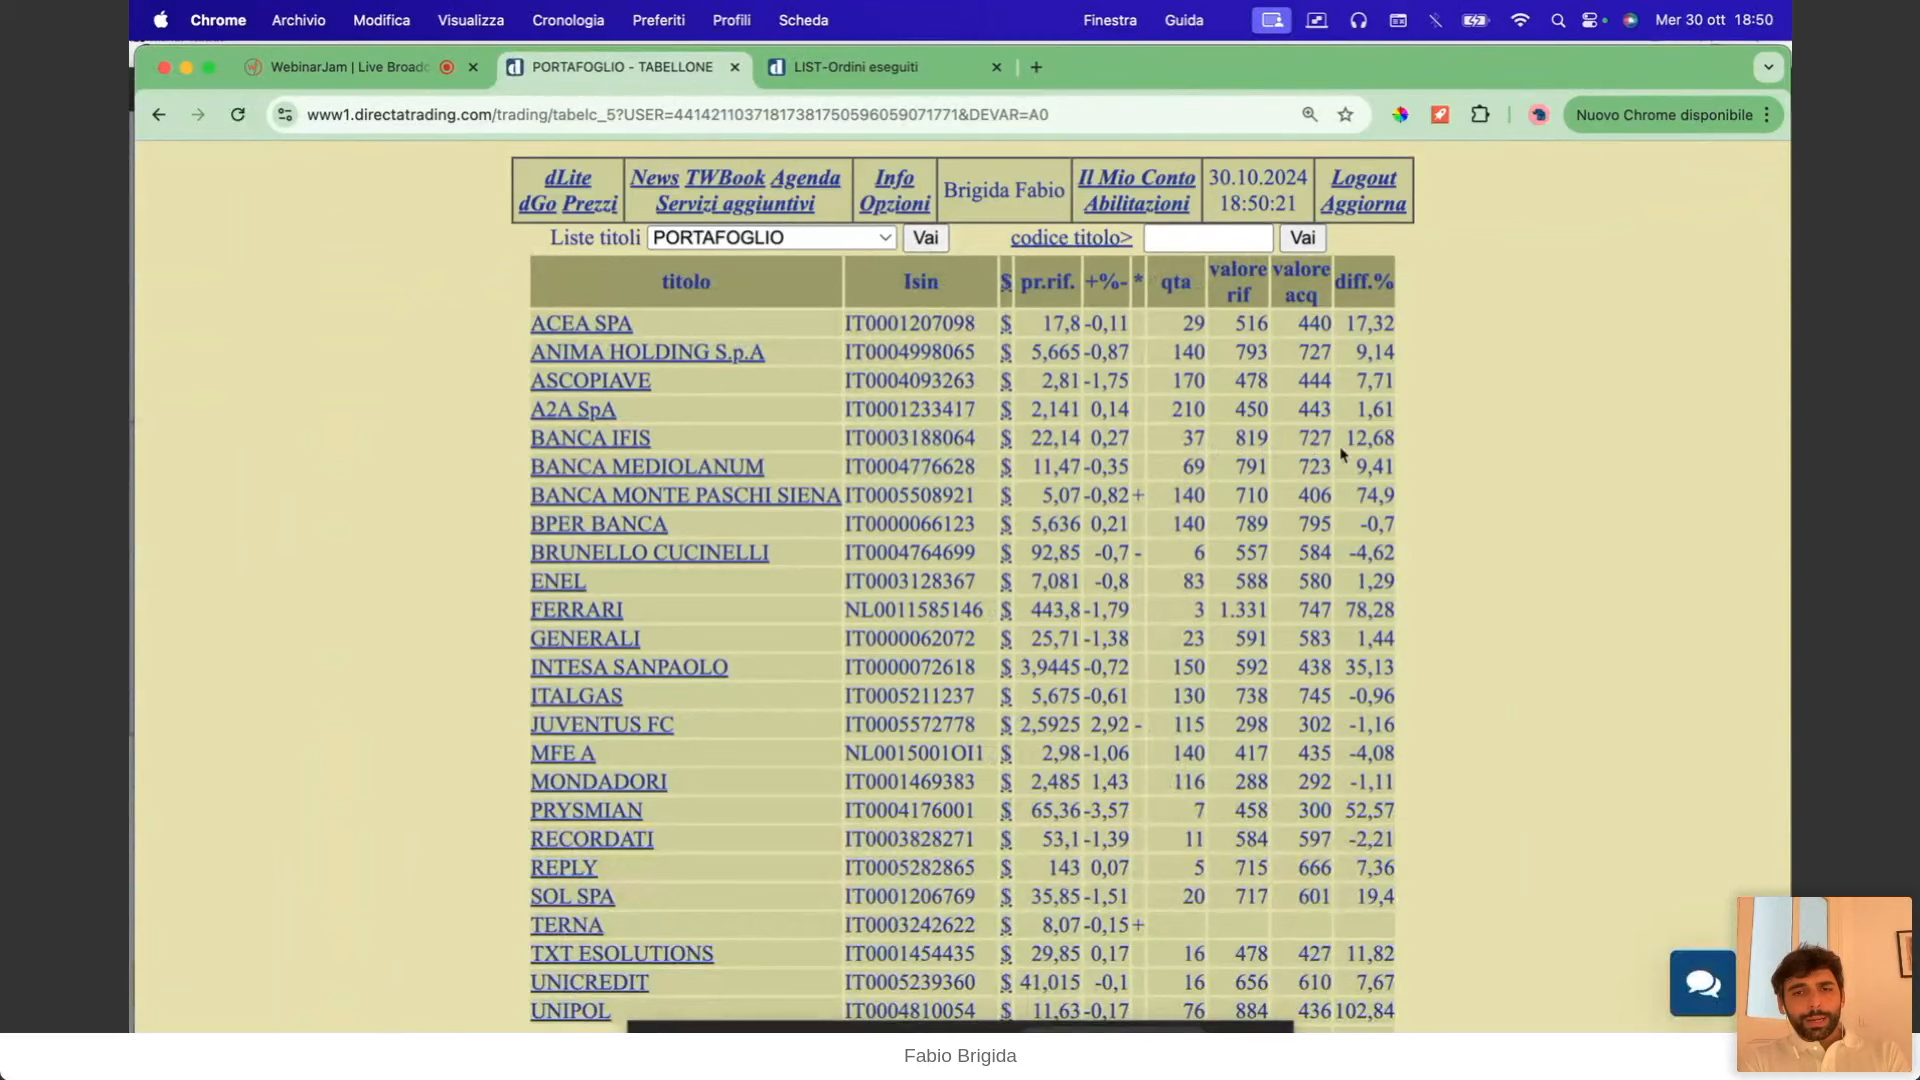 Chrome Archivio Modifica Visualizza Cronologia Preferiti Profili Scheda Finestra Guida Mer 30 ott 18:50
WebinarJam | Live Broadc PORTAFOGLIO - TABELLONE LIST-Ordini eseguiti
www1.directatrading.com/trading/tabelc_5?USER=4414211037181738175059605907​1771&DEVAR=A0 Nuovo Chrome disponibile
dLite News TWBook Agenda Info Brigida Fabio Il Mio Conto 30.10.2024 Logout
dGo Prezzi Servizi aggiuntivi Opzioni Abilitazioni 18:50:21 Aggiorna
Liste titoli PORTAFOGLIO Vai codice titolo> Vai
titolo Isin $ pr.rif. +%- * qta valore rif valore acq diff.%
ACEA SPA IT0001207098 $ 17,8 -0,11 29 516 440 17,32
ANIMA HOLDING S.p.A IT0004998065 $ 5,665 -0,87 140 793 727 9,14
ASCOPIAVE IT0004093263 $ 2,81 -1,75 170 478 444 7,71
A2A SpA IT0001233417 $ 2,141 0,14 210 450 443 1,61
BANCA IFIS IT0003188064 $ 22,14 0,27 37 819 727 12,68
BANCA MEDIOLANUM IT0004776628 $ 11,47 -0,35 69 791 723 9,41
BANCA MONTE PASCHI SIENA IT0005508921 $ 5,07 -0,82 + 140 710 406 74,9
BPER BANCA IT0000066123 $ 5,636 0,21 140 789 795 -0,7
BRUNELLO CUCINELLI IT0004764699 $ 92,85 -0,7 - 6 557 584 -4,62
ENEL IT0003128367 $ 7,081 -0,8 83 588 580 1,29
FERRARI NL0011585146 $ 443,8 -1,79 3 1.331 747 78,28
GENERALI IT0000062072 $ 25,71 -1,38 23 591 583 1,44
INTESA SANPAOLO IT0000072618 $ 3,9445 -0,72 150 592 438 35,13
ITALGAS IT0005211237 $ 5,675 -0,61 130 738 745 -0,96
JUVENTUS FC IT0005572778 $ 2,5925 2,92 - 115 298 302 -1,16
MFE A NL0015001OI1 $ 2,98 -1,06 140 417 435 -4,08
MONDADORI IT0001469383 $ 2,485 1,43 116 288 292 -1,11
PRYSMIAN IT0004176001 $ 65,36 -3,57 7 458 300 52,57
RECORDATI IT0003828271 $ 53,1 -1,39 11 584 597 -2,21
REPLY IT0005282865 $ 143 0,07 5 715 666 7,36
SOL SPA IT0001206769 $ 35,85 -1,51 20 717 601 19,4
TERNA IT0003242622 $ 8,07 -0,15 +
TXT ESOLUTIONS IT0001454435 $ 29,85 0,17 16 478 427 11,82
UNICREDIT IT0005239360 $ 41,015 -0,1 16 656 610 7,67
UNIPOL IT0004810054 $ 11,63 -0,17 76 884 436 102,84
Fabio Brigida